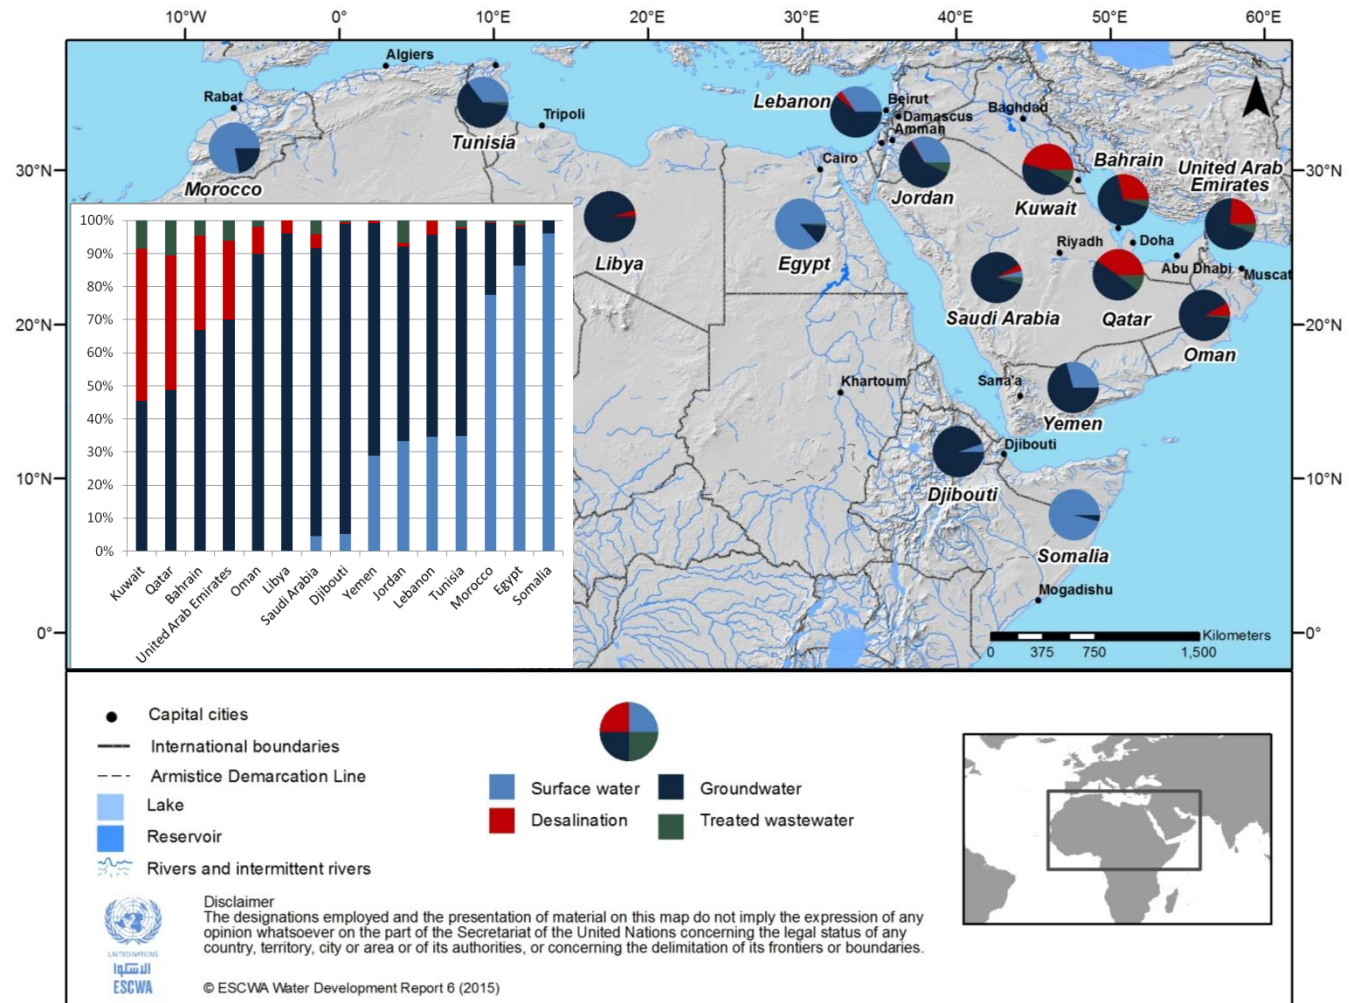 10°W 0° 10°E 20°E 30°E 40°E 50°E 60°E
Algiers
Rabat
Tunisia
Tripoli
Morocco
Lebanon
Beirut
Damascus
Amman
Baghdad
Cairo
Jordan
Kuwait
Bahrain
United Arab
Emirates
N
30°N
30°N
Libya
Egypt
Riyadh
Doha
Abu Dhabi
Muscat
Saudi Arabia
Qatar
Oman
20°N
20°N
Khartoum
Sana'a
Yemen
Djibouti
Djibouti
10°N
10°N
Somalia
Mogadishu
0°
0°
Kilometers
0 375 750 1,500
100%
90%
80%
70%
60%
50%
40%
30%
20%
10%
0%
Kuwait
Qatar
Bahrain
United Arab Emirates
Oman
Libya
Saudi Arabia
Djibouti
Yemen
Jordan
Lebanon
Tunisia
Morocco
Egypt
Somalia
Capital cities
International boundaries
Armistice Demarcation Line
Lake
Reservoir
Rivers and intermittent rivers
Surface water
Groundwater
Desalination
Treated wastewater
UNITED NATIONS
الاسكوا
ESCWA
Disclaimer
The designations employed and the presentation of material on this map do not imply the expression of any
opinion whatsoever on the part of the Secretariat of the United Nations concerning the legal status of any
country, territory, city or area or of its authorities, or concerning the delimitation of its frontiers or boundaries.
© ESCWA Water Development Report 6 (2015)